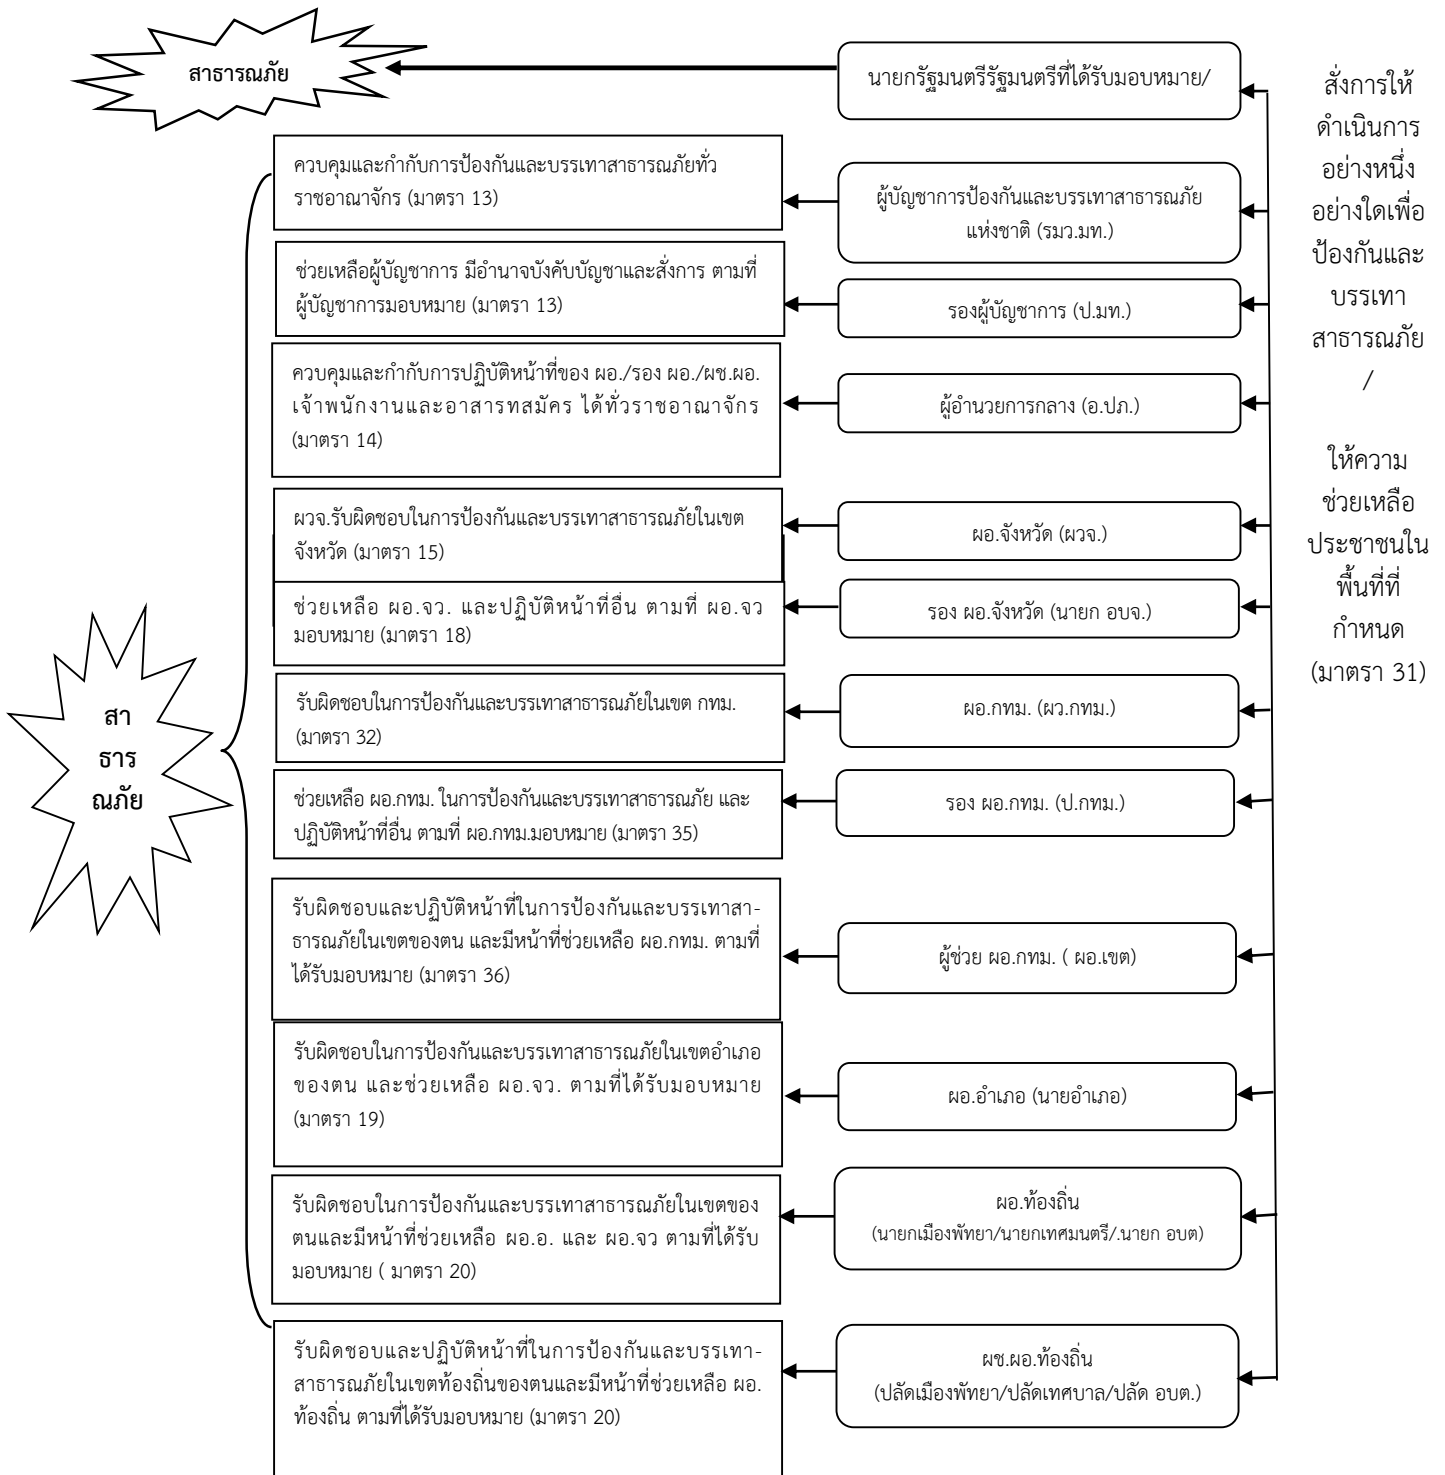 สาธารณภัย
นายกรัฐมนตรีรัฐมนตรีที่ได้รับมอบหมาย/
ควบคุมและกำกับการป้องกันและบรรเทาสาธารณภัยทั่ว
ราชอาณาจักร (มาตรา 13)
ผู้บัญชาการป้องกันและบรรเทาสาธารณภัย
แห่งชาติ (รมว.มท.)
ช่วยเหลือผู้บัญชาการ มีอำนาจบังคับบัญชาและสั่งการ ตามที่
ผู้บัญชาการมอบหมาย (มาตรา 13)
รองผู้บัญชาการ (ป.มท.)
ควบคุมและกำกับการปฏิบัติหน้าที่ของ ผอ./รอง ผอ./ผช.ผอ.
เจ้าพนักงานและอาสารทสมัคร ได้ทั่วราชอาณาจักร
(มาตรา 14)
ผู้อำนวยการกลาง (อ.ปภ.)
ผวจ.รับผิดชอบในการป้องกันและบรรเทาสาธารณภัยในเขต
จังหวัด (มาตรา 15)
ผอ.จังหวัด (ผวจ.)
ช่วยเหลือ ผอ.จว. และปฏิบัติหน้าที่อื่น ตามที่ ผอ.จว
มอบหมาย (มาตรา 18)
รอง ผอ.จังหวัด (นายก อบจ.)
รับผิดชอบในการป้องกันและบรรเทาสาธารณภัยในเขต กทม.
(มาตรา 32)
ผอ.กทม. (ผว.กทม.)
ช่วยเหลือ ผอ.กทม. ในการป้องกันและบรรเทาสาธารณภัย และ
ปฏิบัติหน้าที่อื่น ตามที่ ผอ.กทม.มอบหมาย (มาตรา 35)
รอง ผอ.กทม. (ป.กทม.)
รับผิดชอบและปฏิบัติหน้าที่ในการป้องกันและบรรเทาสา-
ธารณภัยในเขตของตน และมีหน้าที่ช่วยเหลือ ผอ.กทม. ตามที่
ได้รับมอบหมาย (มาตรา 36)
ผู้ช่วย ผอ.กทม. ( ผอ.เขต)
รับผิดชอบในการป้องกันและบรรเทาสาธารณภัยในเขตอำเภอ
ของตน และช่วยเหลือ ผอ.จว. ตามที่ได้รับมอบหมาย
(มาตรา 19)
ผอ.อำเภอ (นายอำเภอ)
รับผิดชอบในการป้องกันและบรรเทาสาธารณภัยในเขตของ
ตนและมีหน้าที่ช่วยเหลือ ผอ.อ. และ ผอ.จว ตามที่ได้รับ
มอบหมาย ( มาตรา 20)
ผอ.ท้องถิ่น
(นายกเมืองพัทยา/นายกเทศมนตรี/.นายก อบต)
รับผิดชอบและปฏิบัติหน้าที่ในการป้องกันและบรรเทา-
สาธารณภัยในเขตท้องถิ่นของตนและมีหน้าที่ช่วยเหลือ ผอ.
ท้องถิ่น ตามที่ได้รับมอบหมาย (มาตรา 20)
ผช.ผอ.ท้องถิ่น
(ปลัดเมืองพัทยา/ปลัดเทศบาล/ปลัด อบต.)
สา
ธาร
ณภัย
สั่งการให้
ดำเนินการ
อย่างหนึ่ง
อย่างใดเพื่อ
ป้องกันและ
บรรเทา
สาธารณภัย
/
ให้ความ
ช่วยเหลือ
ประชาชนใน
พื้นที่ที่
กำหนด
(มาตรา 31)